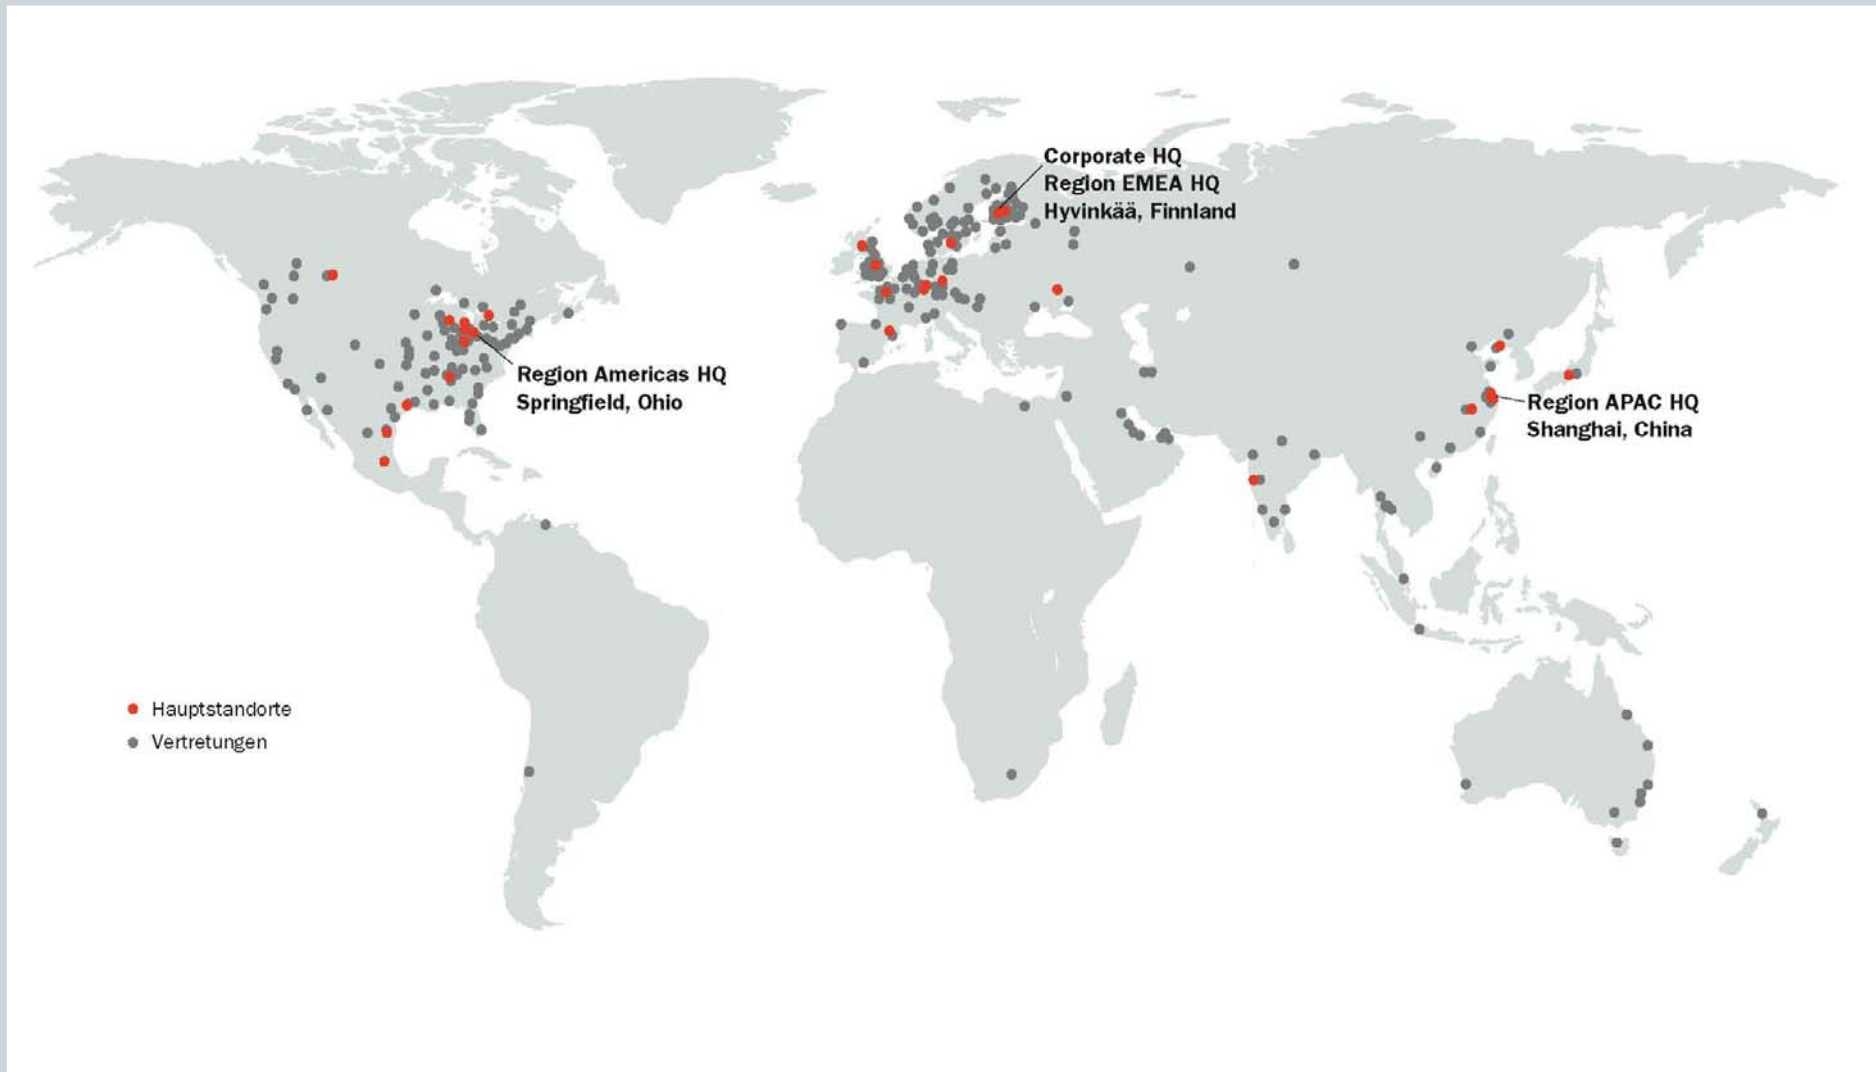 Corporate HQ
Region EMEA HQ
Hyvinkää, Finnland
Region Americas HQ
Springfield, Ohio
Region APAC HQ
Shanghai, China
Hauptstandorte
Vertretungen